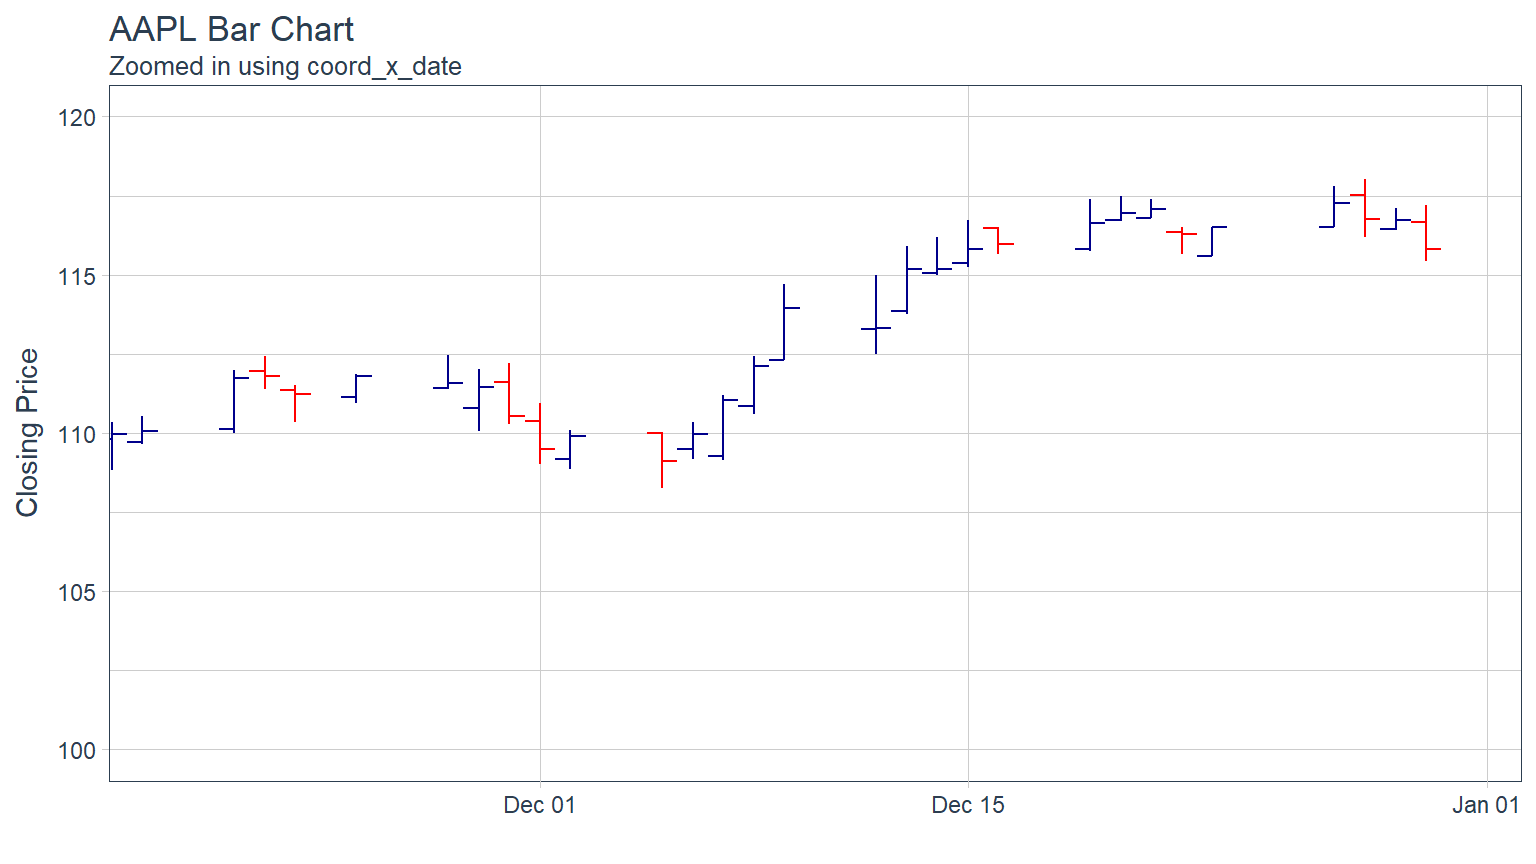 AAPL Bar Chart
Zoomed in using coord_x_date
Closing Price
120
115
110
105
100
Dec 01
Dec 15
Jan 01